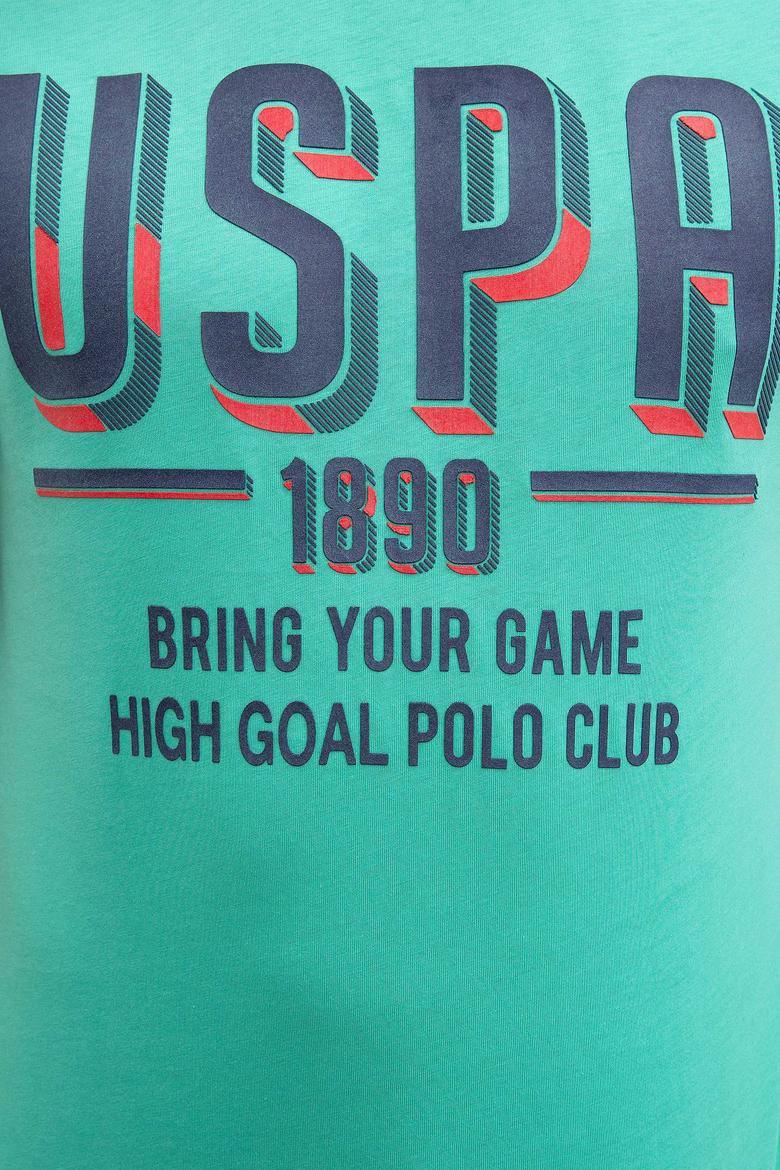 USPA
1890
BRING YOUR GAME
HIGH GOAL POLO CLUB